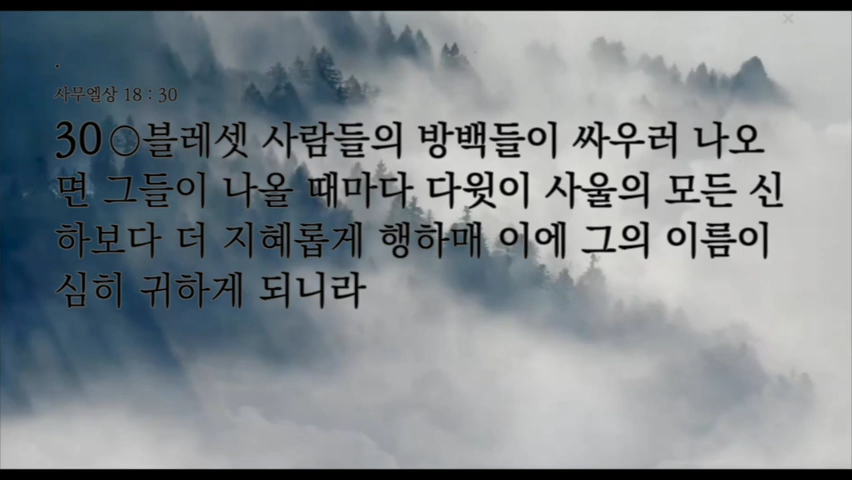 사무엘상 18 : 30
30○블레셋 사람들의 방백들이 싸우러 나오
면 그들이 나올 때마다 다윗이 사울의 모든 신
하보다 더 지혜롭게 행하매 이에 그의 이름이
심히 귀하게 되니라